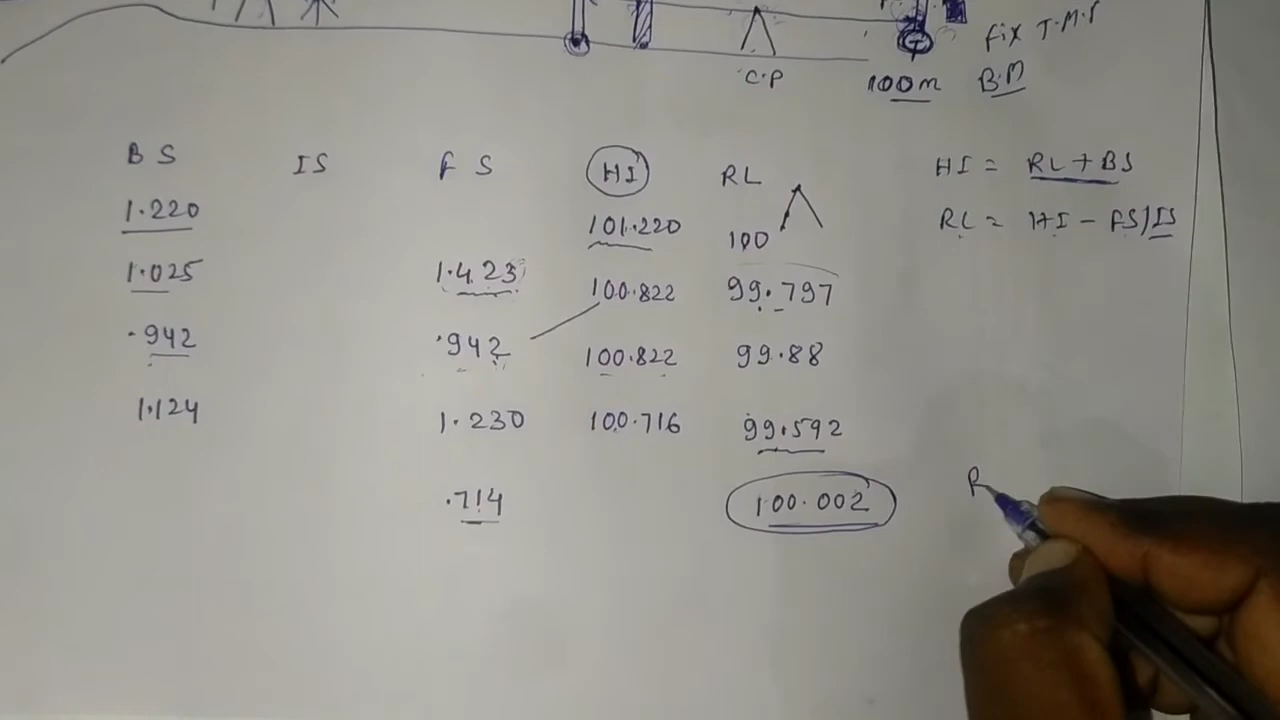 fix T.M.P
C.P 100m B.M
BS IS FS HI RL HI = RL + BS
1.220 101.220 100 RL = HI - FS/IS
1.025 1.423 100.822 99.797
.942 .942 100.822 99.88
1.124 1.230 100.716 99.592
.714 100.002 R